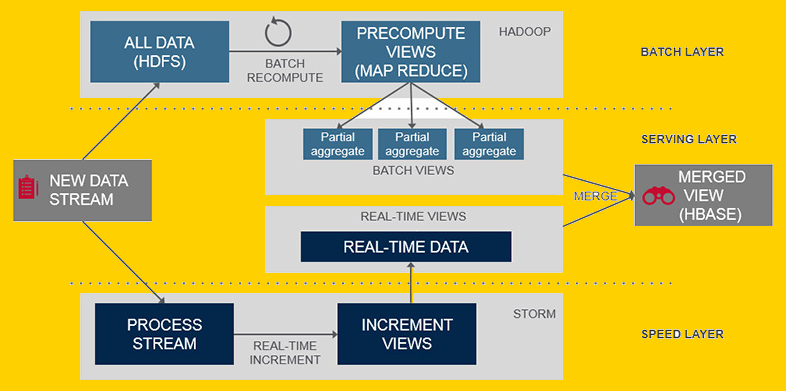 HADOOP
BATCH LAYER
ALL DATA
(HDFS)
BATCH
RECOMPUTE
PRECOMPUTE
VIEWS
(MAP REDUCE)
SERVING LAYER
Partial
aggregate
Partial
aggregate
Partial
aggregate
BATCH VIEWS
NEW DATA
STREAM
MERGE
MERGED
VIEW
(HBASE)
REAL-TIME VIEWS
REAL-TIME DATA
STORM
SPEED LAYER
PROCESS
STREAM
REAL-TIME
INCREMENT
INCREMENT
VIEWS